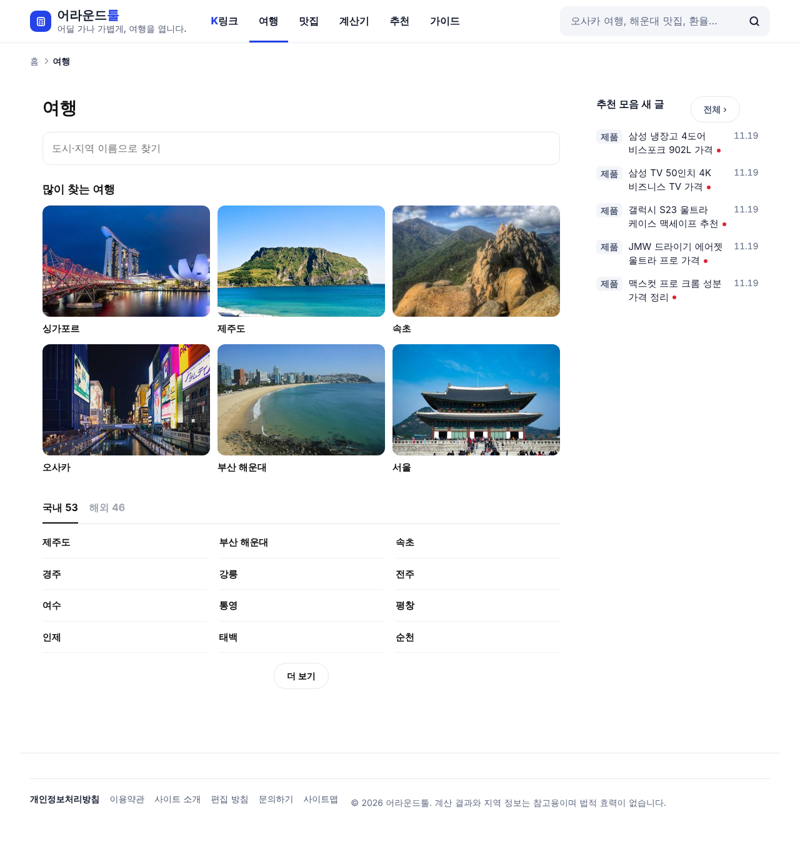 어라운드툴
어딜 가나 가볍게, 여행을 엽니다.
K링크
여행
맛집
계산기
추천
가이드
오사카 여행, 해운대 맛집, 환율...
홈 > 여행
여행
도시·지역 이름으로 찾기
많이 찾는 여행
싱가포르
제주도
속초
오사카
부산 해운대
서울
국내 53
해외 46
제주도
부산 해운대
속초
경주
강릉
전주
여수
통영
평창
인제
태백
순천
더 보기
추천 모음 새 글
전체 ›
제품 삼성 냉장고 4도어 11.19
비스포크 902L 가격
제품 삼성 TV 50인치 4K 11.19
비즈니스 TV 가격
제품 갤럭시 S23 울트라 11.19
케이스 맥세이프 추천
제품 JMW 드라이기 에어젯 11.19
울트라 프로 가격
제품 맥스컷 프로 크롬 성분 11.19
가격 정리
개인정보처리방침 이용약관 사이트 소개 편집 방침 문의하기 사이트맵
© 2026 어라운드툴. 계산 결과와 지역 정보는 참고용이며 법적 효력이 없습니다.